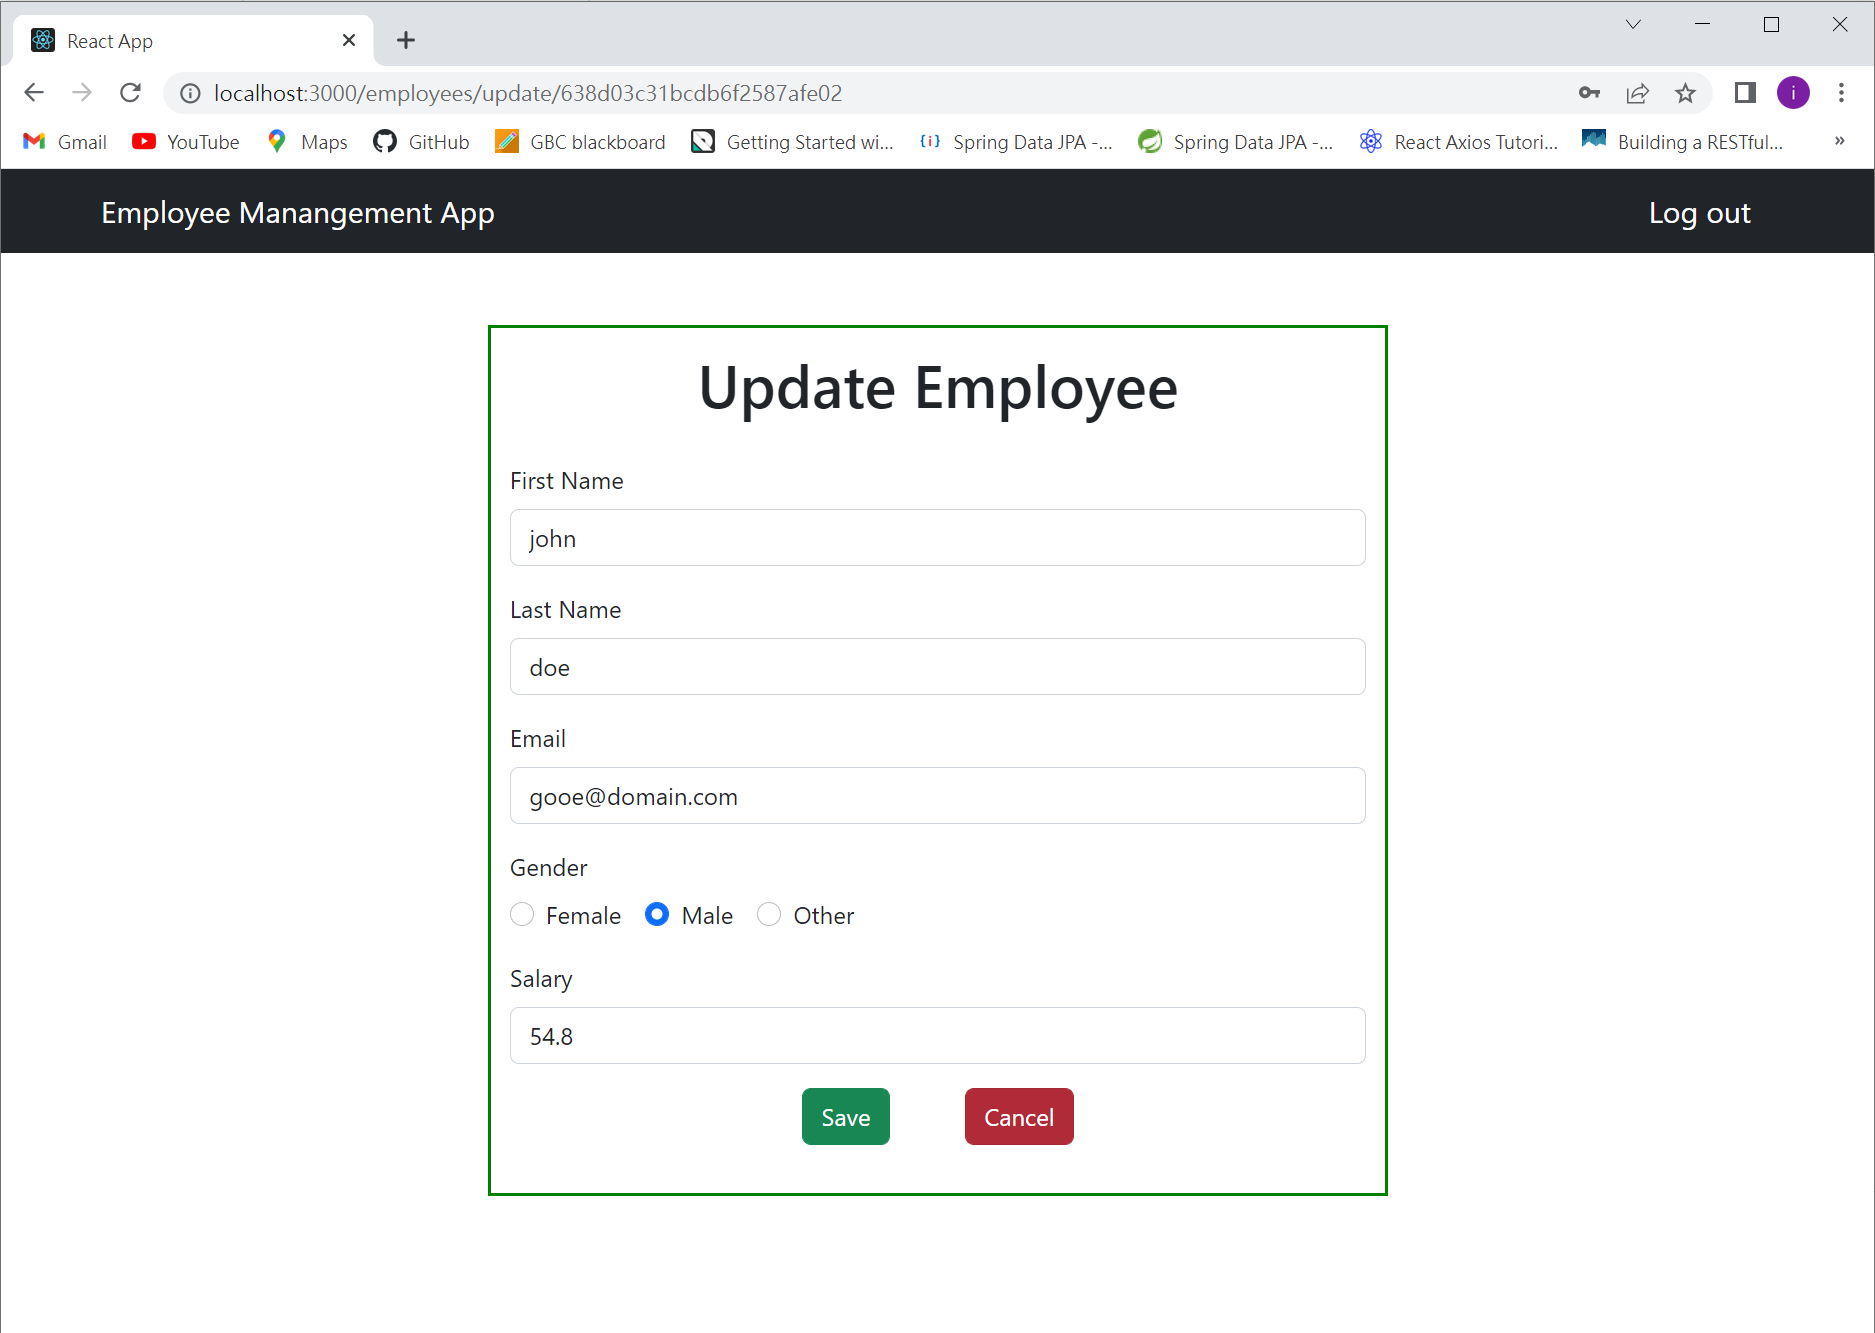 React App
localhost:3000/employees/update/638d03c31bcdb6f2587afe02
i
Gmail YouTube Maps GitHub GBC blackboard Getting Started wi... Spring Data JPA -... Spring Data JPA -... React Axios Tutori... Building a RESTful... »
Employee Manangement App Log out
Update Employee
First Name
john
Last Name
doe
Email
gooe@domain.com
Gender
Female Male Other
Salary
54.8
Save Cancel